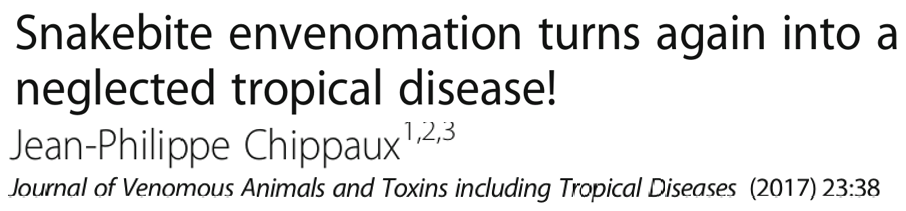 Snakebite envenomation turns again into a
neglected tropical disease!
Jean-Philippe Chippaux1,2,3
Journal of Venomous Animals and Toxins including Tropical Diseases (2017) 23:38